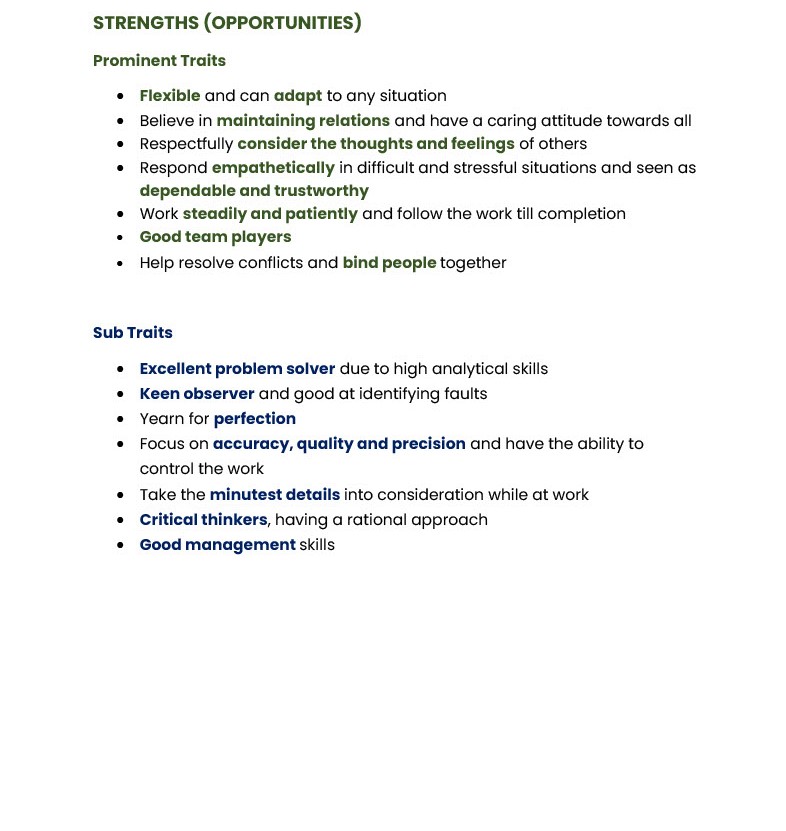 STRENGTHS (OPPORTUNITIES)
Prominent Traits
• Flexible and can adapt to any situation
• Believe in maintaining relations and have a caring attitude towards all
• Respectfully consider the thoughts and feelings of others
• Respond empathetically in difficult and stressful situations and seen as
dependable and trustworthy
• Work steadily and patiently and follow the work till completion
• Good team players
• Help resolve conflicts and bind people together
Sub Traits
• Excellent problem solver due to high analytical skills
• Keen observer and good at identifying faults
• Yearn for perfection
• Focus on accuracy, quality and precision and have the ability to
control the work
• Take the minutest details into consideration while at work
• Critical thinkers, having a rational approach
• Good management skills